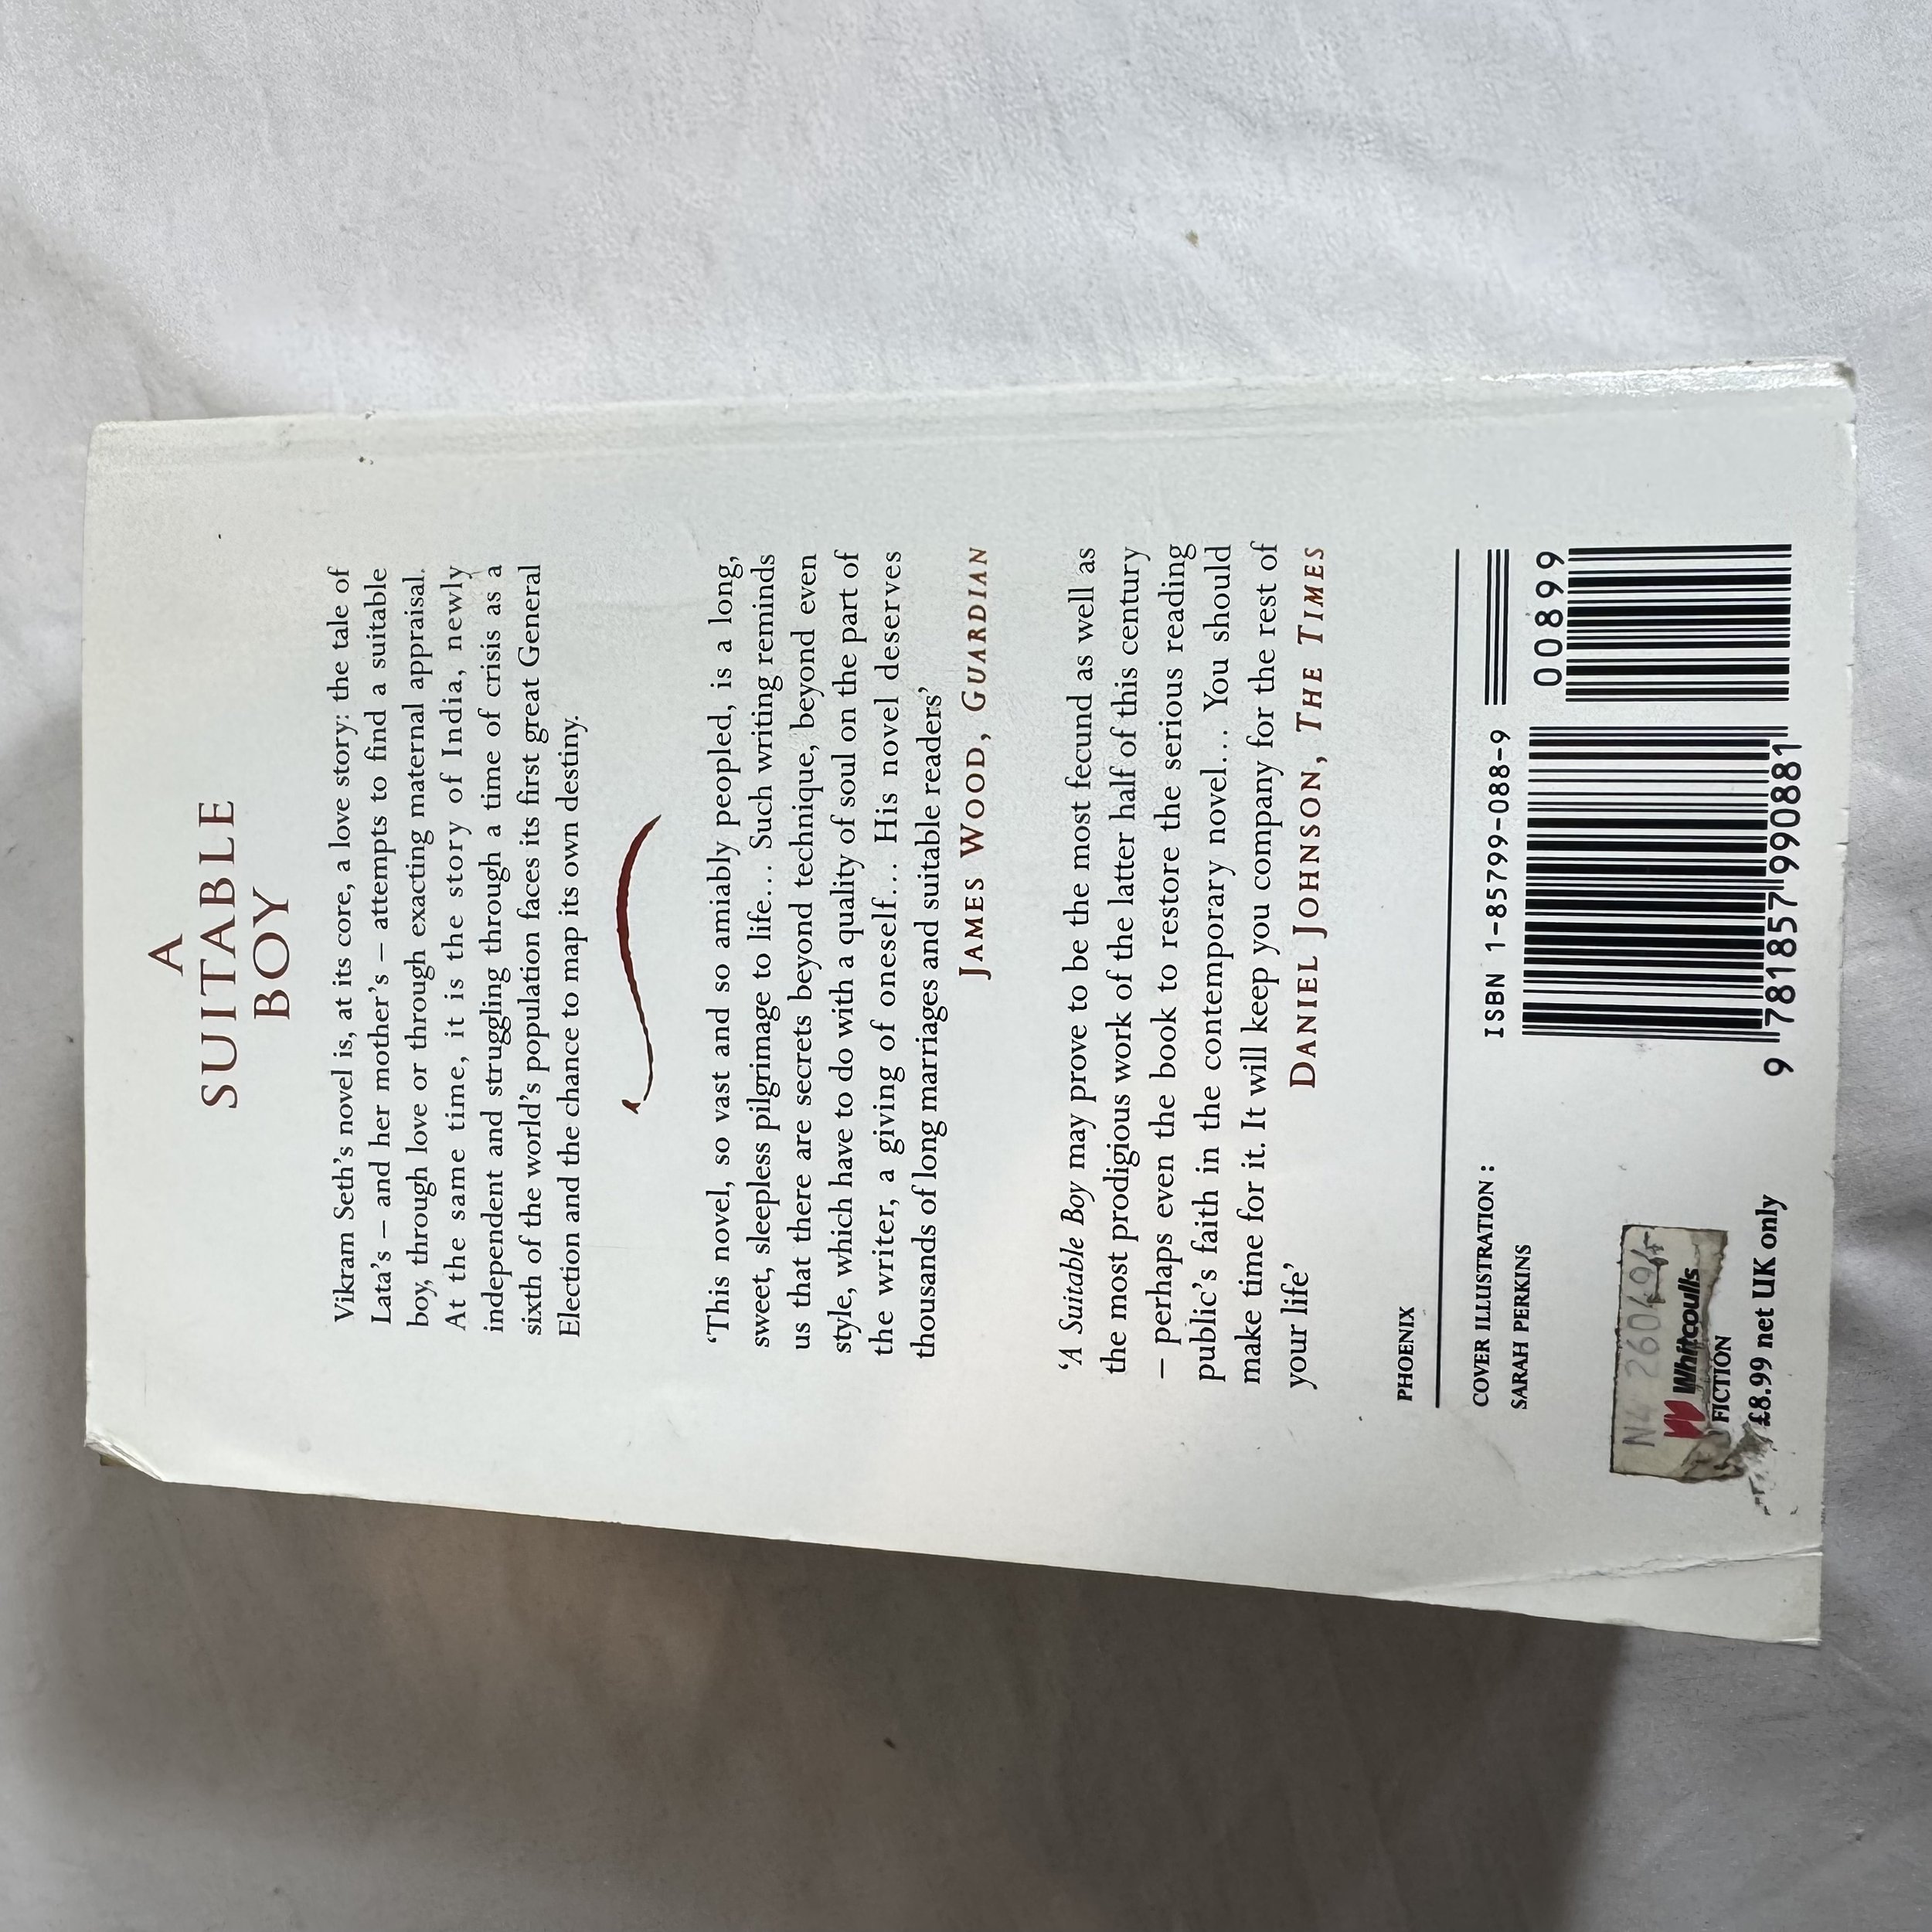 A
SUITABLE
BOY
Vikram Seth's novel is, at its core, a love story: the tale of
Lata's – and her mother's – attempts to find a suitable
boy, through love or through exacting maternal appraisal.
At the same time, it is the story of India, newly
independent and struggling through a time of crisis as a
sixth of the world's population faces its first great General
Election and the chance to map its own destiny.
'This novel, so vast and so amiably peopled, is a long,
sweet, sleepless pilgrimage to life.... Such writing reminds
us that there are secrets beyond technique, beyond even
style, which have to do with a quality of soul on the part of
the writer, a giving of oneself... His novel deserves
thousands of long marriages and suitable readers'
JAMES WOOD, GUARDIAN
'A Suitable Boy may prove to be the most fecund as well as
the most prodigious work of the latter half of this century
– perhaps even the book to restore the serious reading
public's faith in the contemporary novel... You should
make time for it. It will keep you company for the rest of
your life'
DANIEL JOHNSON, THE TIMES
PHOENIX
COVER ILLUSTRATION :
SARAH PERKINS
Whitcoulls
FICTION
£8.99 net UK only
ISBN 1-85799-088-9
00899
9 781857 990881